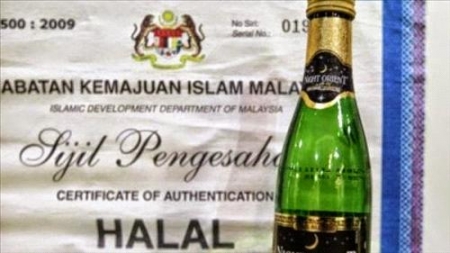 500 : 2009
No Siri:
Serial No.: 019
ABATAN KEMAJUAN ISLAM MALA
ISLAMIC DEVELOPMENT DEPARTMENT OF MALAYSIA
Sijil Pengesaha
CERTIFICATE OF AUTHENTICATION
HALAL
NIGHT ORIENT